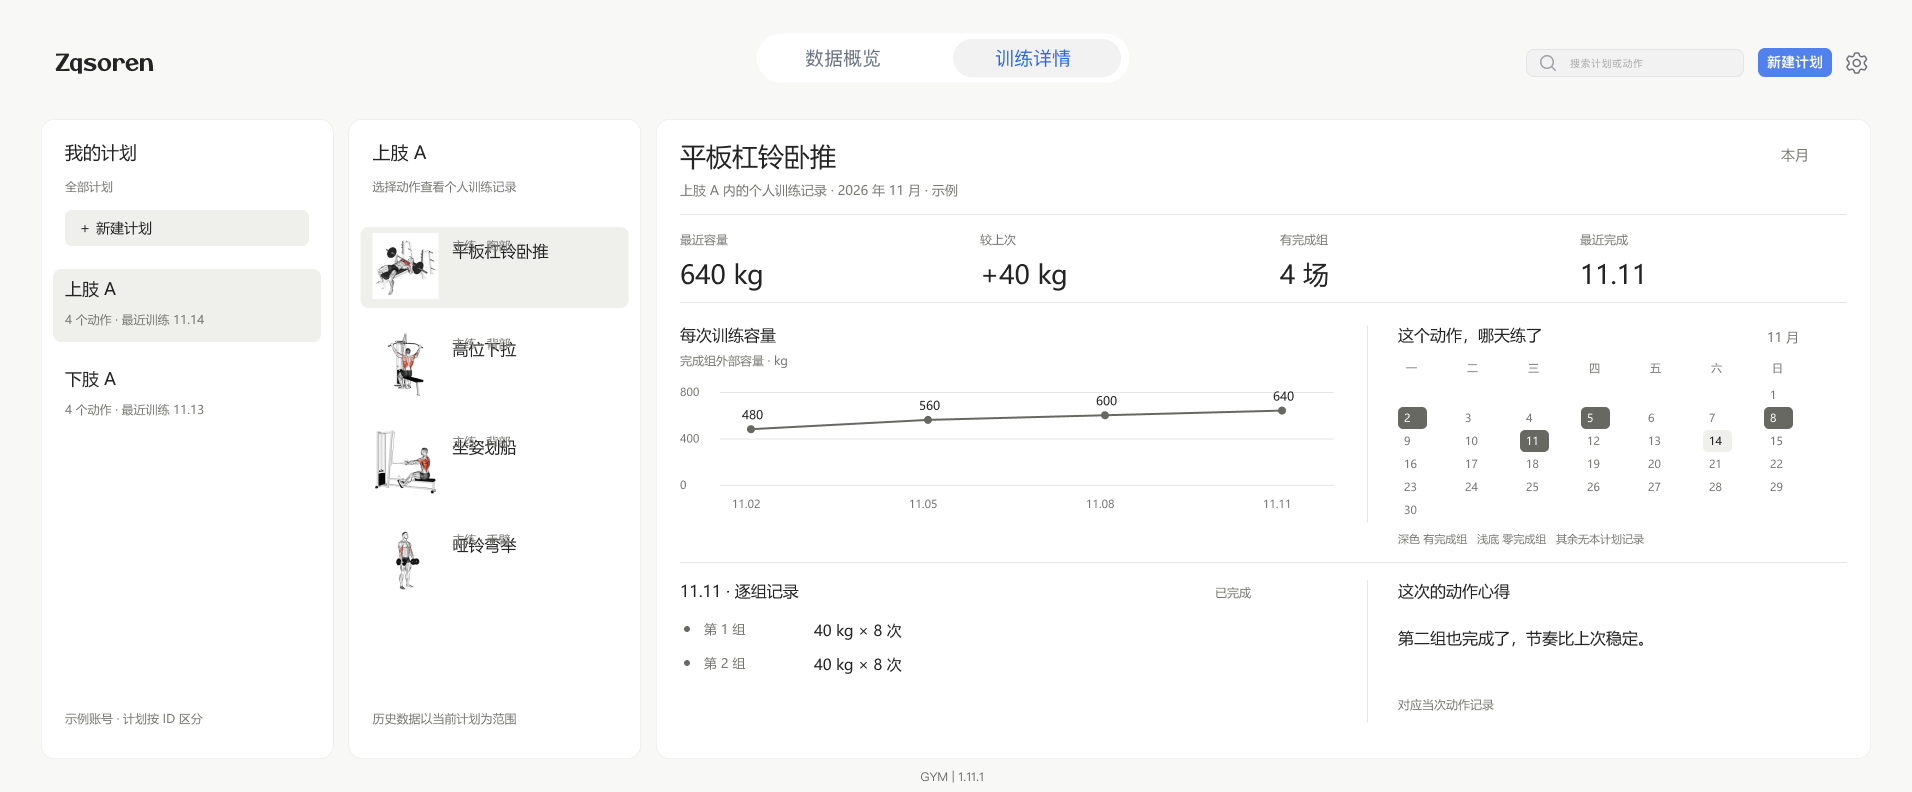 Zqsoren
数据概览
训练详情
搜索计划或动作
新建计划
我的计划
全部计划
+ 新建计划
上肢 A
4 个动作 · 最近训练 11.14
下肢 A
4 个动作 · 最近训练 11.13
示例账号 · 计划按 ID 区分
上肢 A
选择动作查看个人训练记录
主练 · 胸部
平板杠铃卧推
主练 · 背部
高位下拉
主练 · 背部
坐姿划船
主练 · 手臂
哑铃弯举
历史数据以当前计划为范围
平板杠铃卧推
本月
上肢 A 内的个人训练记录 · 2026 年 11 月 · 示例
最近容量
640 kg
较上次
+40 kg
有完成组
4 场
最近完成
11.11
每次训练容量
完成组外部容量 · kg
800
400
0
480
560
600
640
11.02
11.05
11.08
11.11
这个动作，哪天练了
11 月
一 二 三 四 五 六 日
1
2 3 4 5 6 7 8
9 10 11 12 13 14 15
16 17 18 19 20 21 22
23 24 25 26 27 28 29
30
深色 有完成组 浅底 零完成组 其余无本计划记录
11.11 · 逐组记录
已完成
第 1 组 40 kg × 8 次
第 2 组 40 kg × 8 次
这次的动作心得
第二组也完成了，节奏比上次稳定。
对应当次动作记录
GYM | 1.11.1